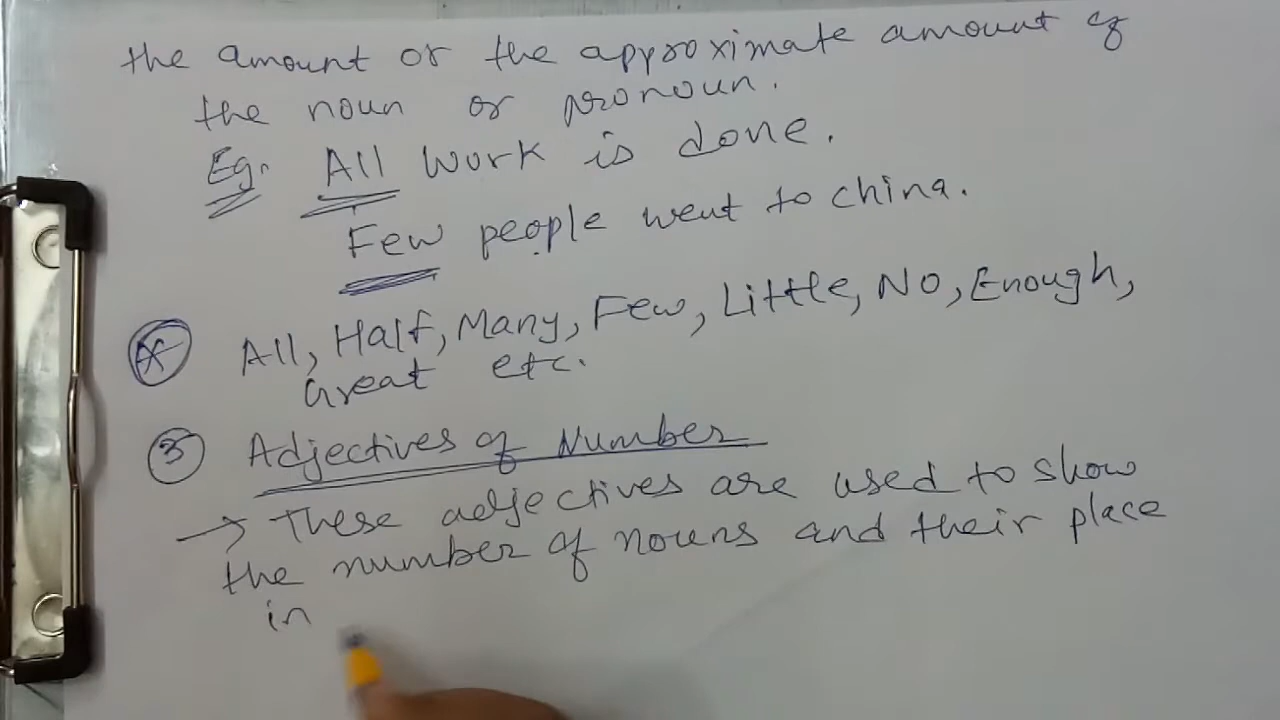 the amount or the approximate amount of
the noun or pronoun.
Eg. All work is done.
Few people went to china.
All, Half, Many, Few, Little, No, Enough,
Great etc.
3 Adjectives of Number
→ These adjectives are used to show
the number of nouns and their place
in